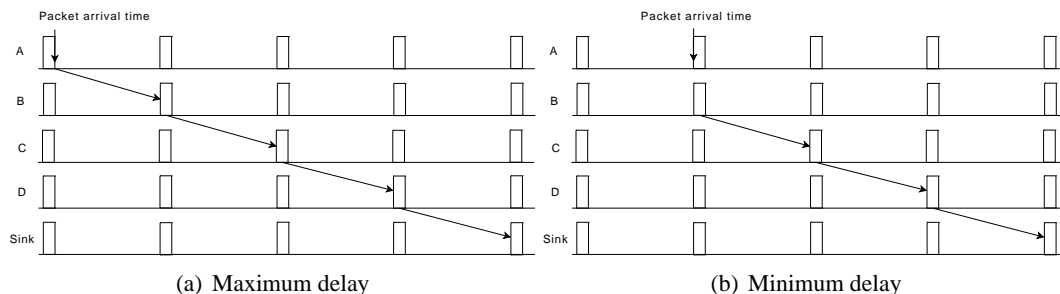 Packet arrival time
A
B
C
D
Sink
(a) Maximum delay
Packet arrival time
A
B
C
D
Sink
(b) Minimum delay